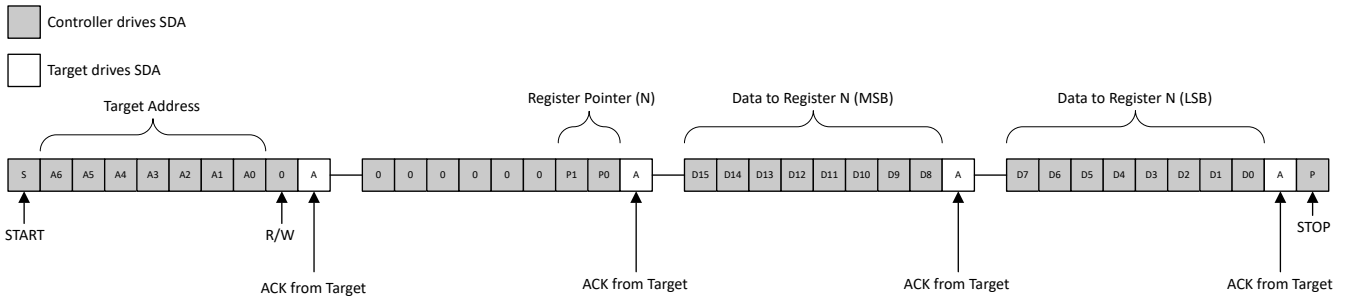 Controller drives SDA
Target drives SDA
Target Address
Register Pointer (N)
Data to Register N (MSB)
Data to Register N (LSB)
S A6 A5 A4 A3 A2 A1 A0 0 A 0 0 0 0 0 0 P1 P0 A D15 D14 D13 D12 D11 D10 D9 D8 A D7 D6 D5 D4 D3 D2 D1 D0 A P
START
R/W
STOP
ACK from Target
ACK from Target
ACK from Target
ACK from Target